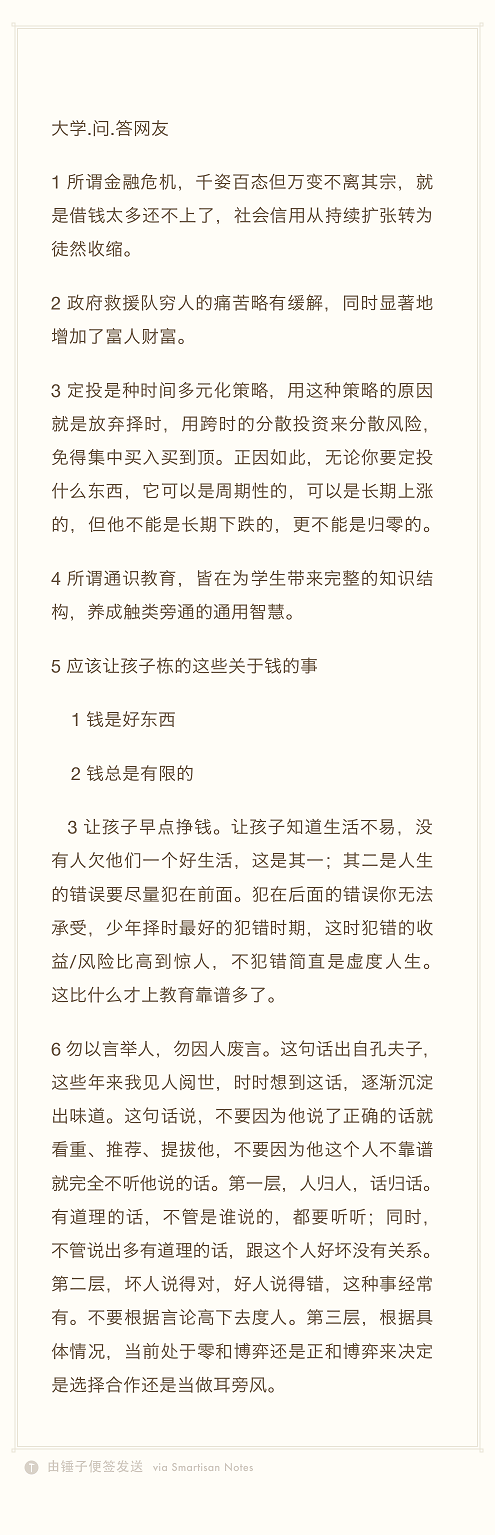 大学.问.答网友
1 所谓金融危机，千姿百态但万变不离其宗，就
是借钱太多还不上了，社会信用从持续扩张转为
徒然收缩。
2 政府救援队穷人的痛苦略有缓解，同时显著地
增加了富人财富。
3 定投是种时间多元化策略，用这种策略的原因
就是放弃择时，用跨时的分散投资来分散风险，
免得集中买入买到顶。正因如此，无论你要定投
什么东西，它可以是周期性的，可以是长期上涨
的，但他不能是长期下跌的，更不能是归零的。
4 所谓通识教育，皆在为学生带来完整的知识结
构，养成触类旁通的通用智慧。
5 应该让孩子栋的这些关于钱的事
1 钱是好东西
2 钱总是有限的
3 让孩子早点挣钱。让孩子知道生活不易，没
有人欠他们一个好生活，这是其一；其二是人生
的错误要尽量犯在前面。犯在后面的错误你无法
承受，少年择时最好的犯错时期，这时犯错的收
益/风险比高到惊人，不犯错简直是虚度人生。
这比什么才上教育靠谱多了。
6 勿以言举人，勿因人废言。这句话出自孔夫子，
这些年来我见人阅世，时时想到这话，逐渐沉淀
出味道。这句话说，不要因为他说了正确的话就
看重、推荐、提拔他，不要因为他这个人不靠谱
就完全不听他说的话。第一层，人归人，话归话。
有道理的话，不管是谁说的，都要听听；同时，
不管说出多有道理的话，跟这个人好坏没有关系。
第二层，坏人说得对，好人说得错，这种事经常
有。不要根据言论高下去度人。第三层，根据具
体情况，当前处于零和博弈还是正和博弈来决定
是选择合作还是当做耳旁风。
由锤子便签发送 via Smartisan Notes